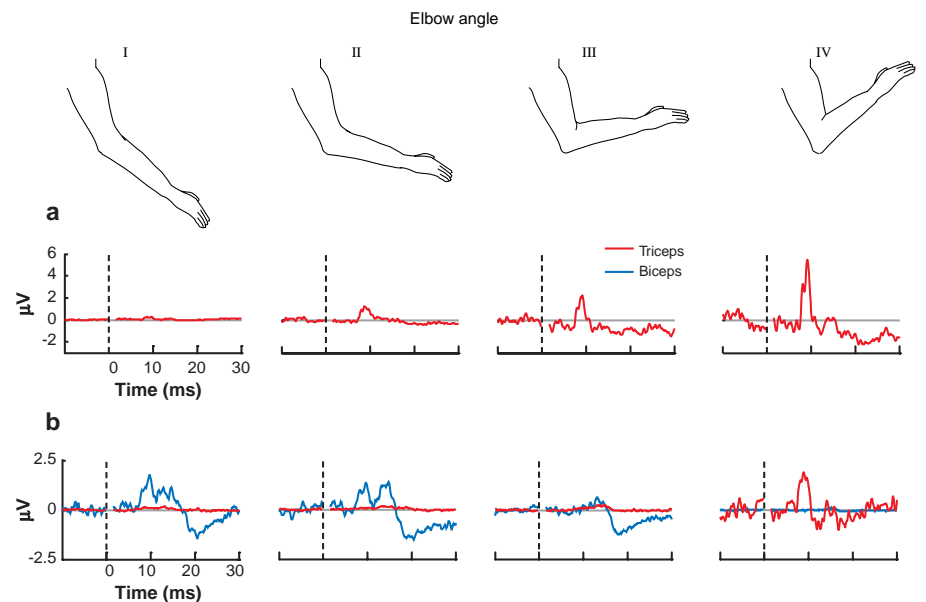 Elbow angle
I II III IV
a
6
4
2
0
-2
μV
0 10 20 30
Time (ms)
Triceps
Biceps
b
2.5
0
-2.5
μV
0 10 20 30
Time (ms)